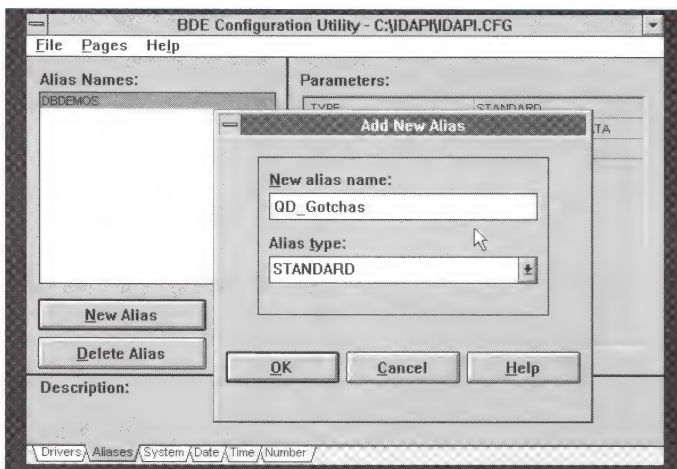 BDE Configuration Utility - C:\IDAPI\IDAPI.CFG
File Pages Help
Alias Names:
Parameters:
DBDEMOS
TYPE STANDARD
ATA
Add New Alias
New alias name:
QD_Gotchas
Alias type:
STANDARD
New Alias
Delete Alias
OK Cancel Help
Description:
Drivers Aliases System Date Time Number